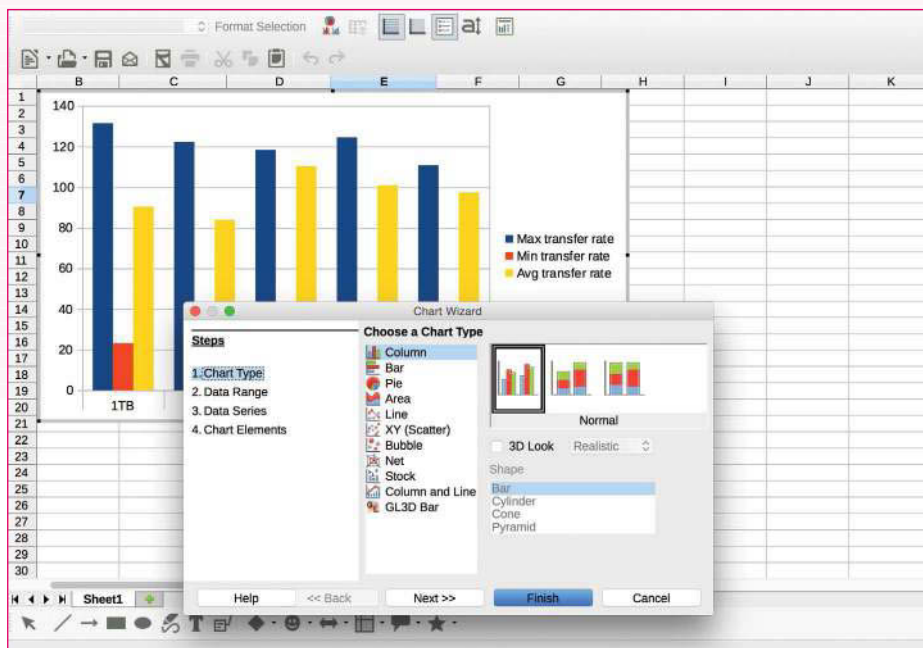 Format Selection
B C D E F G H I J K
1
2
3
4
5
6
7
8
9
10
11
12
13
14
15
16
17
18
19
20
21
22
23
24
25
26
27
28
29
30
140
120
100
80
60
40
20
0
1TB
Max transfer rate
Min transfer rate
Avg transfer rate
Chart Wizard
Steps
1. Chart Type
2. Data Range
3. Data Series
4. Chart Elements
Choose a Chart Type
Column
Bar
Pie
Area
Line
XY (Scatter)
Bubble
Net
Stock
Column and Line
GL3D Bar
Normal
3D Look Realistic
Shape
Bar
Cylinder
Cone
Pyramid
Help << Back Next >> Finish Cancel
Sheet1